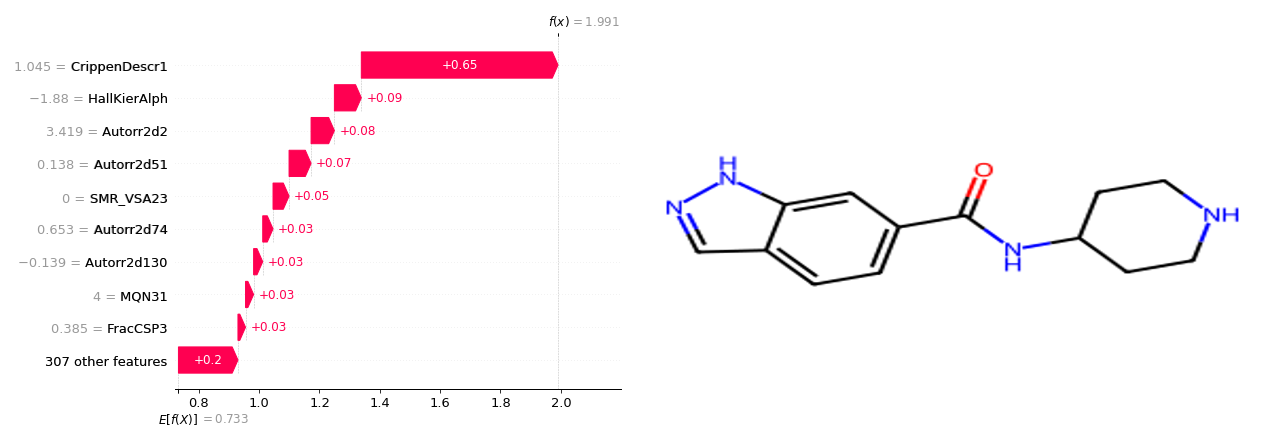 f(x) = 1.991
1.045 = CrippenDescr1
+0.65
−1.88 = HallKierAlph
+0.09
3.419 = Autorr2d2
+0.08
0.138 = Autorr2d51
+0.07
0 = SMR_VSA23
+0.05
0.653 = Autorr2d74
+0.03
−0.139 = Autorr2d130
+0.03
4 = MQN31
+0.03
0.385 = FracCSP3
+0.03
307 other features
+0.2
0.8 1.0 1.2 1.4 1.6 1.8 2.0
E[f(X)] = 0.733
H
N
N
O
N
H
NH